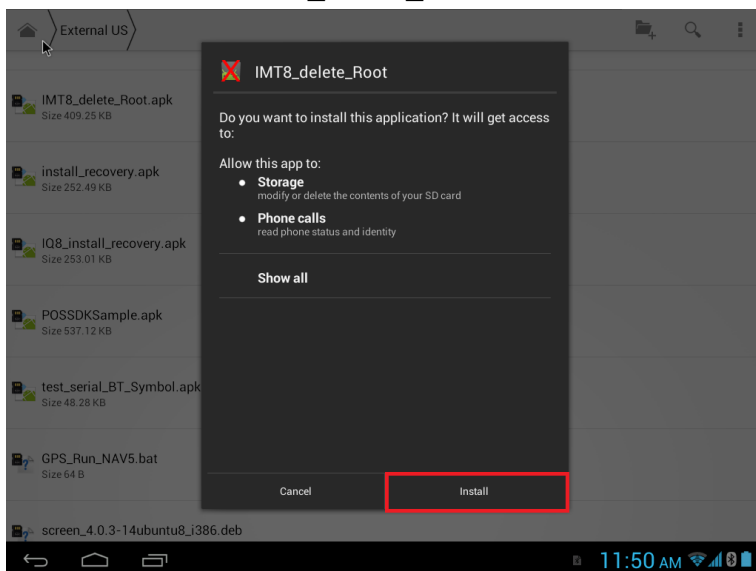 External US
IMT8_delete_Root
IMT8_delete_Root.apk
Size 409.25 KB
install_recovery.apk
Size 252.49 KB
IQ8_install_recovery.apk
Size 253.01 KB
POSSDKSample.apk
Size 537.12 KB
test_serial_BT_Symbol.apk
Size 48.28 KB
GPS_Run_NAV5.bat
Size 64 B
screen_4.0.3-14ubuntu8_i386.deb
Do you want to install this application? It will get access
to:
Allow this app to:
Storage
modify or delete the contents of your SD card
Phone calls
read phone status and identity
Show all
Cancel
Install
11:50 AM